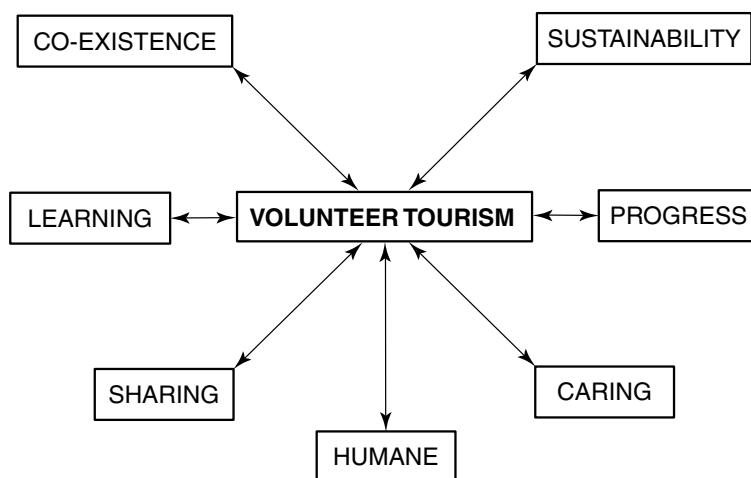 CO-EXISTENCE
SUSTAINABILITY
LEARNING
VOLUNTEER TOURISM
PROGRESS
SHARING
CARING
HUMANE